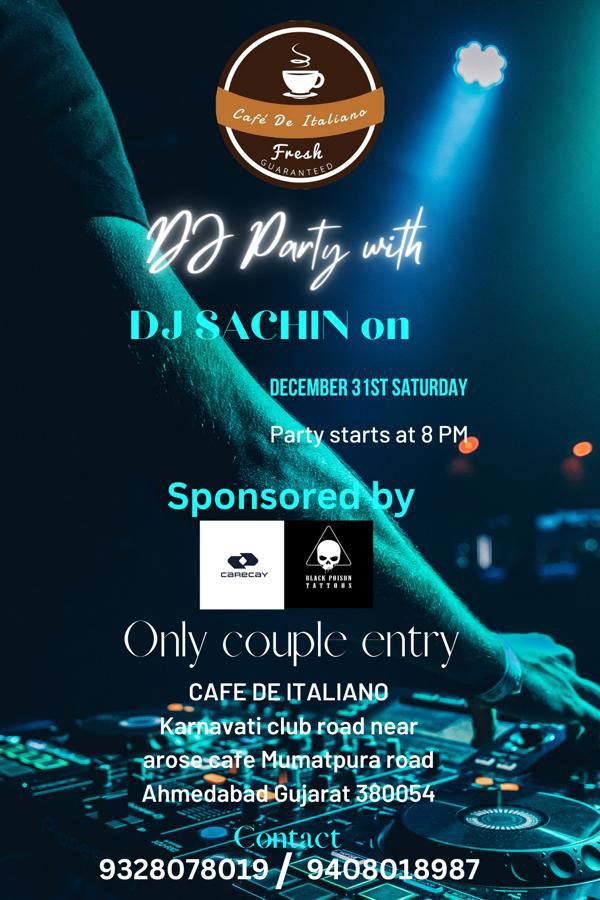 Café De Italiano
Fresh
GUARANTEED
DJ Party with
DJ SACHIN on
DECEMBER 31ST SATURDAY
Party starts at 8 PM
Sponsored by
CARECAY
BLACK POISON
TATTOOS
Only couple entry
CAFE DE ITALIANO
Karnavati club road near
arose cafe Mumatpura road
Ahmedabad Gujarat 380054
Contact
9328078019 / 9408018987